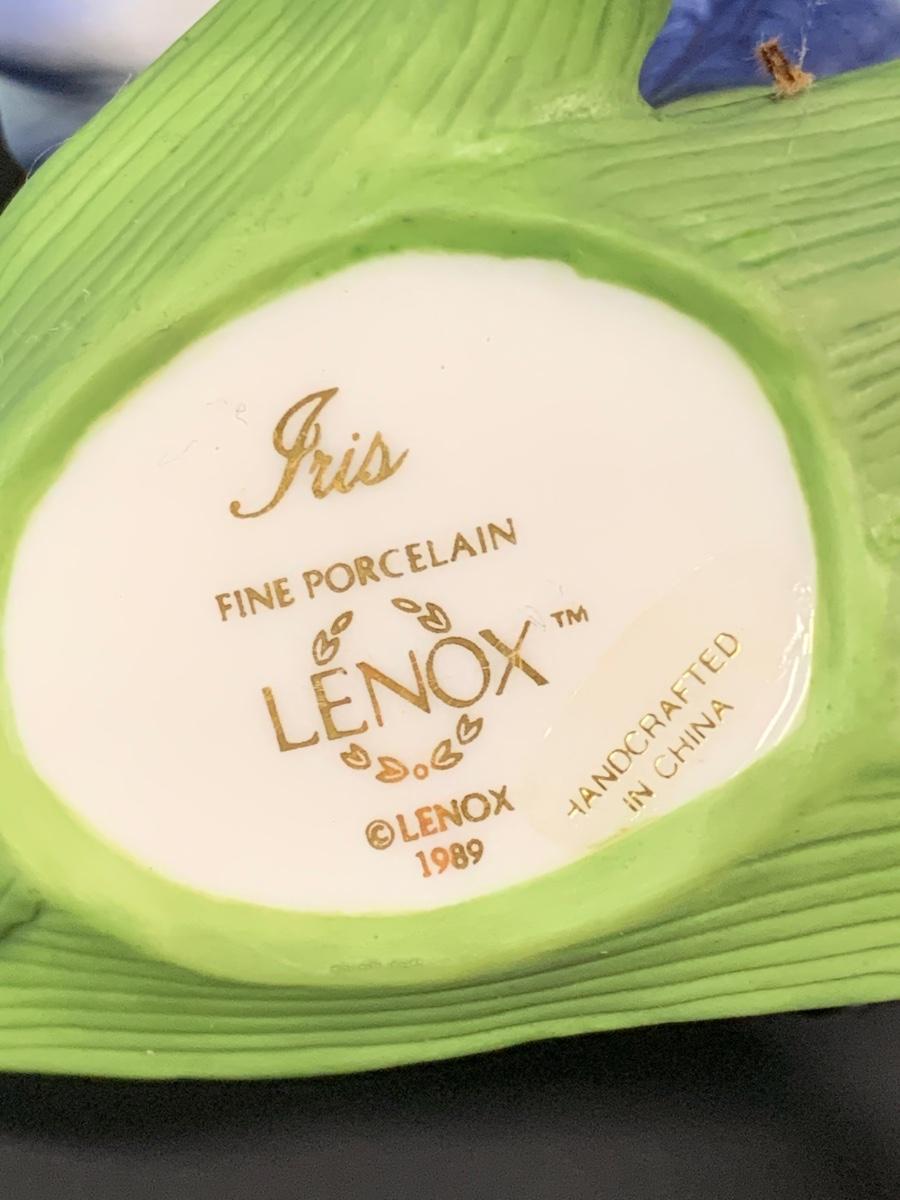 Iris
FINE PORCELAIN
LENOX™
©LENOX
1989
HANDCRAFTED
IN CHINA